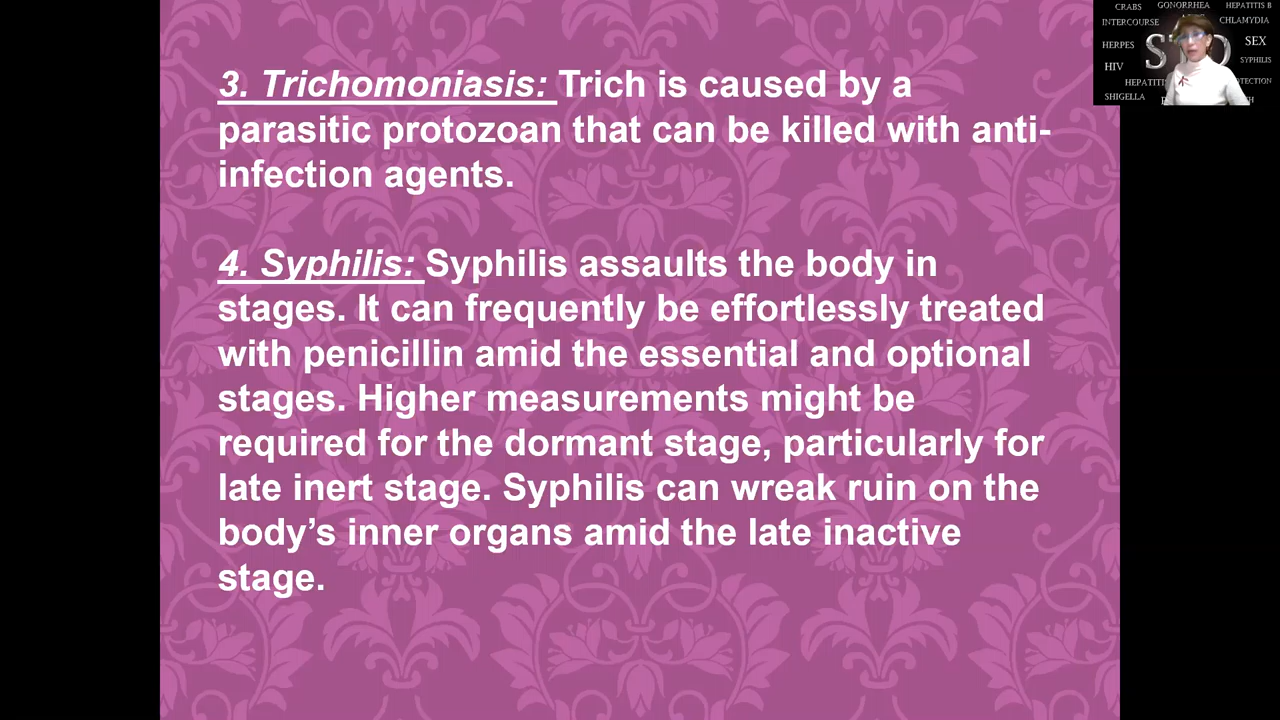 3. Trichomoniasis: Trich is caused by a
parasitic protozoan that can be killed with anti-
infection agents.
4. Syphilis: Syphilis assaults the body in
stages. It can frequently be effortlessly treated
with penicillin amid the essential and optional
stages. Higher measurements might be
required for the dormant stage, particularly for
late inert stage. Syphilis can wreak ruin on the
body's inner organs amid the late inactive
stage.
CRABS GONORRHEA HEPATITIS B
INTERCOURSE CHLAMYDIA
HERPES SEX
HIV SYPHILIS
SHIGELLA